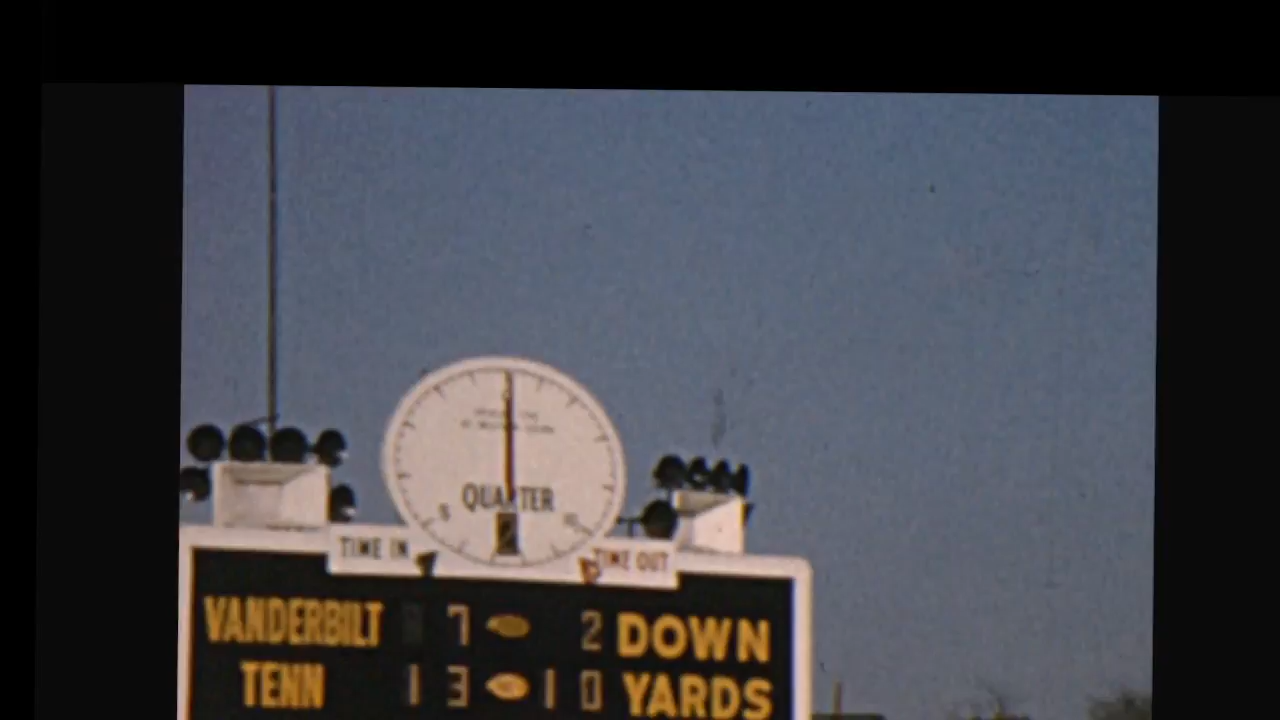 QUARTER
TIME IN
TIME OUT
VANDERBILT 7 2 DOWN
TENN 13 10 YARDS